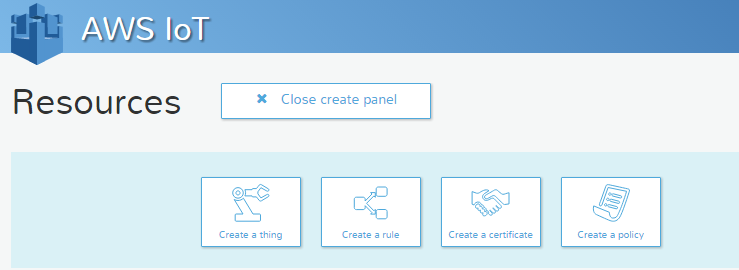 AWS IoT
Resources
✖ Close create panel
Create a thing
Create a rule
Create a certificate
Create a policy